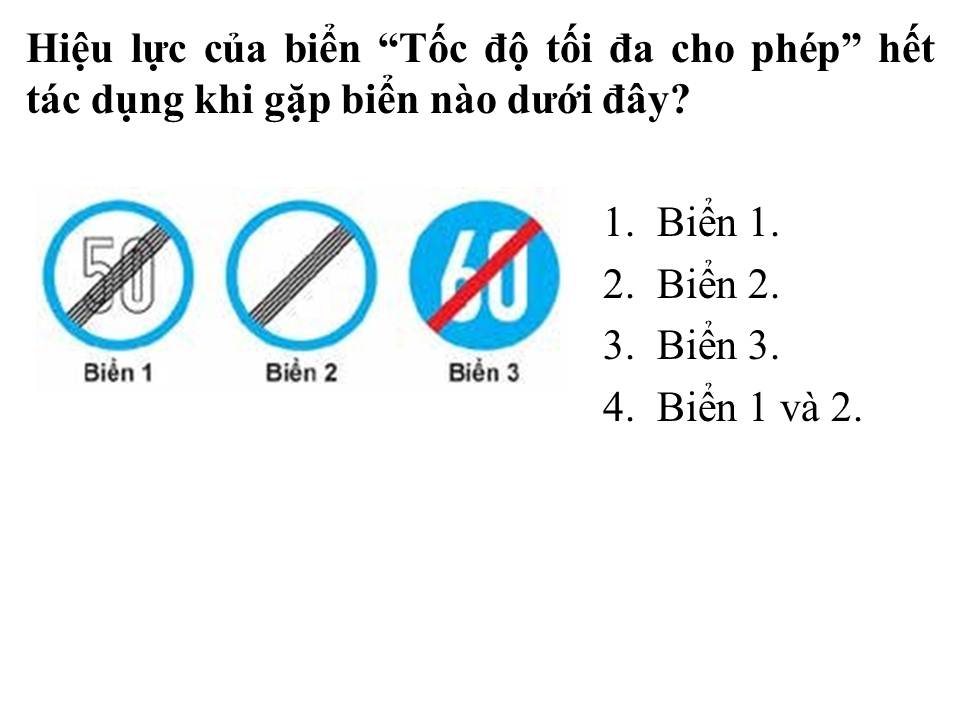 Hiệu lực của biển “Tốc độ tối đa cho phép” hết
tác dụng khi gặp biển nào dưới đây?
50
60
Biển 1
Biển 2
Biển 3
1. Biển 1.
2. Biển 2.
3. Biển 3.
4. Biển 1 và 2.